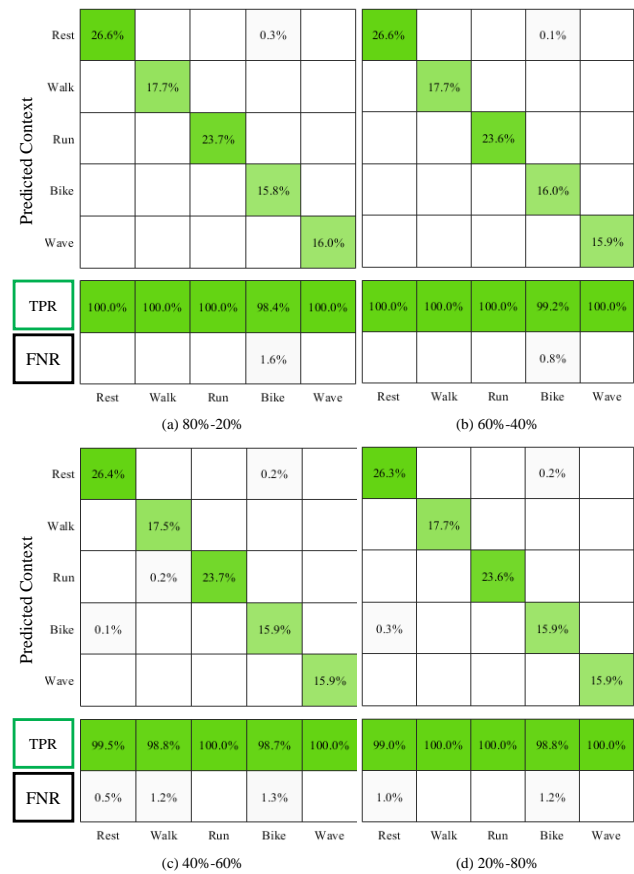 Rest 26.6% 0.3% 26.6% 0.1%
Walk 17.7% 17.7%
Run 23.7% 23.6%
Bike 15.8% 16.0%
Wave 16.0% 15.9%
Predicted Context
TPR 100.0% 100.0% 100.0% 98.4% 100.0% 100.0% 100.0% 100.0% 99.2% 100.0%
FNR 1.6% 0.8%
Rest Walk Run Bike Wave Rest Walk Run Bike Wave
(a) 80%-20% (b) 60%-40%
Rest 26.4% 0.2% 26.3% 0.2%
Walk 17.5% 17.7%
Run 0.2% 23.7% 23.6%
Bike 0.1% 15.9% 0.3% 15.9%
Wave 15.9% 15.9%
Predicted Context
TPR 99.5% 98.8% 100.0% 98.7% 100.0% 99.0% 100.0% 100.0% 98.8% 100.0%
FNR 0.5% 1.2% 1.3% 1.0% 1.2%
Rest Walk Run Bike Wave Rest Walk Run Bike Wave
(c) 40%-60% (d) 20%-80%